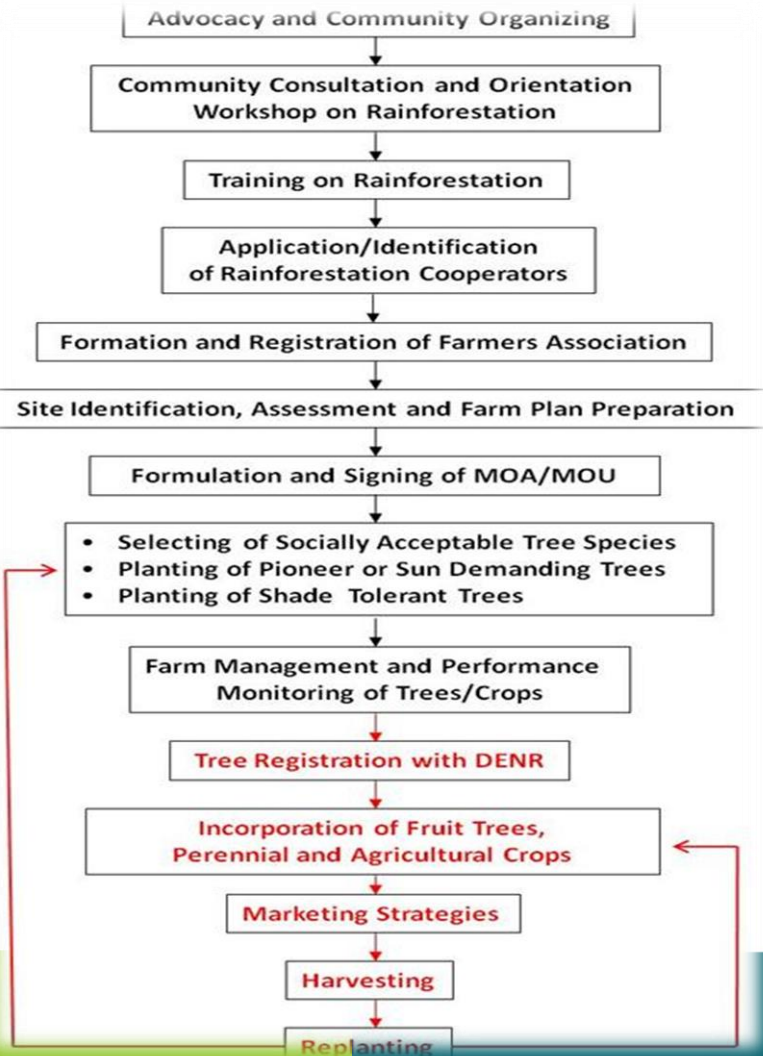 Advocacy and Community Organizing
Community Consultation and Orientation
Workshop on Rainforestation
Training on Rainforestation
Application/Identification
of Rainforestation Cooperators
Formation and Registration of Farmers Association
Site Identification, Assessment and Farm Plan Preparation
Formulation and Signing of MOA/MOU
• Selecting of Socially Acceptable Tree Species
• Planting of Pioneer or Sun Demanding Trees
• Planting of Shade Tolerant Trees
Farm Management and Performance
Monitoring of Trees/Crops
Tree Registration with DENR
Incorporation of Fruit Trees,
Perennial and Agricultural Crops
Marketing Strategies
Harvesting
Replanting